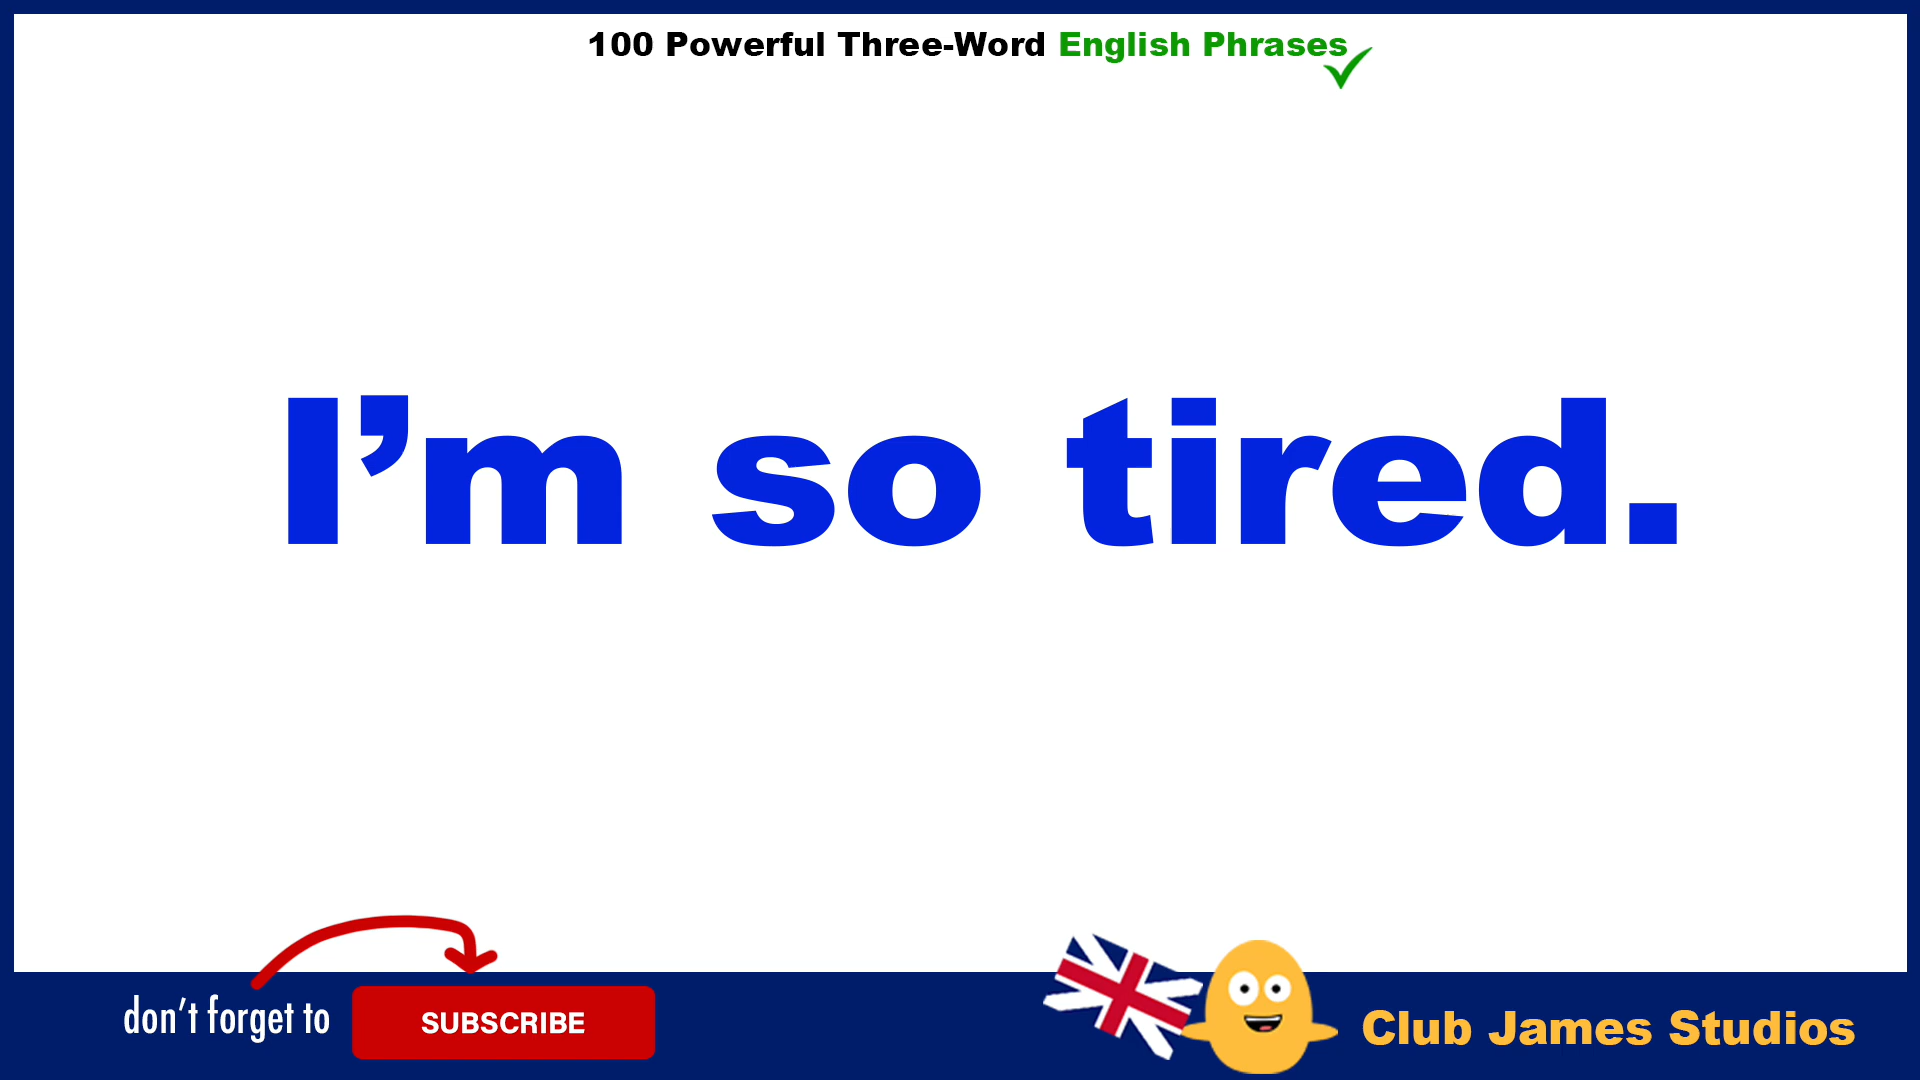 100 Powerful Three-Word English Phrases
I’m so tired.
don’t forget to
SUBSCRIBE
Club James Studios